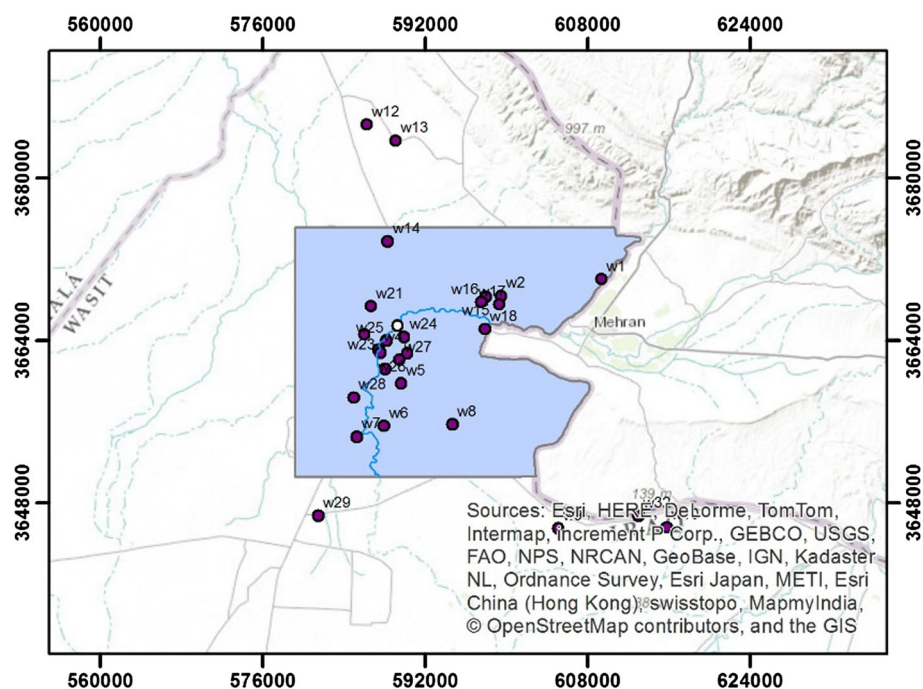 560000 576000 592000 608000 624000
w12
w13
997 m
3680000 3680000
w14
w1
ALÁ
WASIT
w2
w16 w17
w21
w15
w18
Mehran
w24
w25
3664000 3664000
w23
w27
w26
w5
w28
w6 w8
w7
3648000 3648000
139 m
w29
w32
Sources: Esri, HERE, DeLorme, TomTom,
Intermap, increment P Corp., GEBCO, USGS,
FAO, NPS, NRCAN, GeoBase, IGN, Kadaster
NL, Ordnance Survey, Esri Japan, METI, Esri
China (Hong Kong), swisstopo, MapmyIndia,
© OpenStreetMap contributors, and the GIS
560000 576000 592000 608000 624000